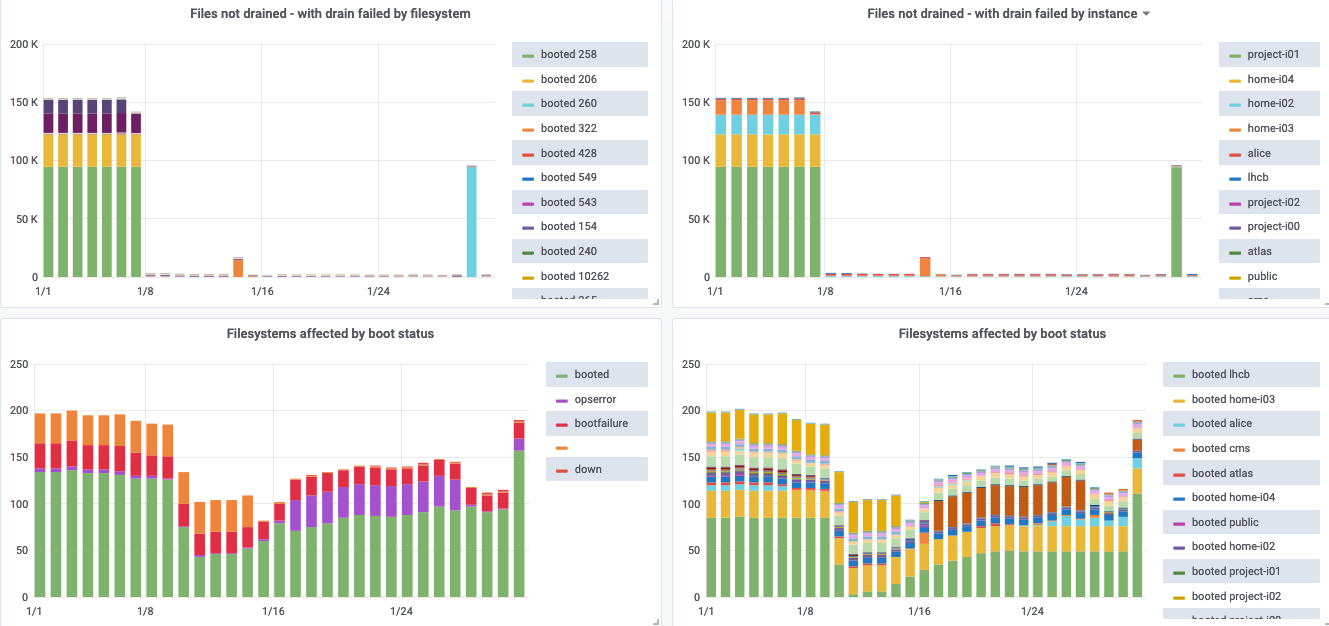 Files not drained - with drain failed by filesystem
200 K
150 K
100 K
50 K
0
1/1
1/8
1/16
1/24
booted 258
booted 206
booted 260
booted 322
booted 428
booted 549
booted 543
booted 154
booted 240
booted 10262
Files not drained - with drain failed by instance
200 K
150 K
100 K
50 K
0
1/1
1/8
1/16
1/24
project-i01
home-i04
home-i02
home-i03
alice
lhcb
project-i02
project-i00
atlas
public
Filesystems affected by boot status
250
200
150
100
50
0
1/1
1/8
1/16
1/24
booted
opserror
bootfailure
down
Filesystems affected by boot status
250
200
150
100
50
0
1/1
1/8
1/16
1/24
booted lhcb
booted home-i03
booted alice
booted cms
booted atlas
booted home-i04
booted public
booted home-i02
booted project-i01
booted project-i02